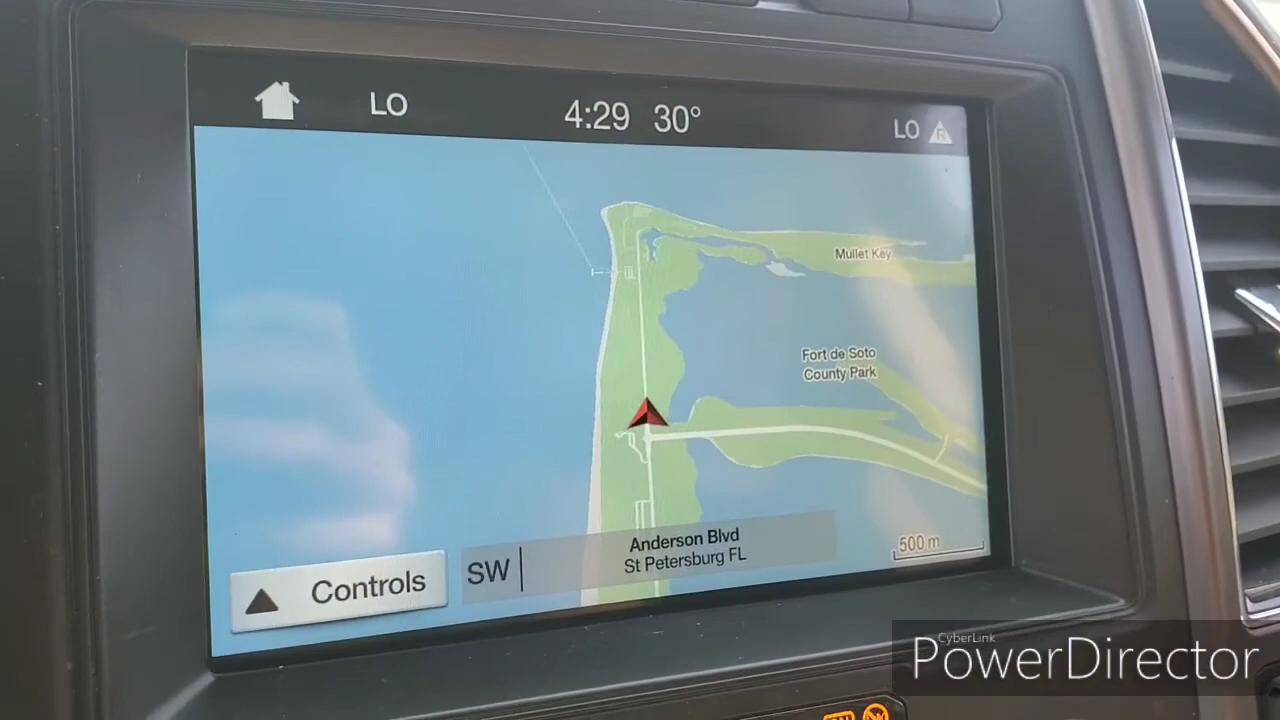 LO
4:29 30°
LO
Mullet Key
Fort de Soto
County Park
500 m
Anderson Blvd
SW
St Petersburg FL
Controls
CyberLink
PowerDirector